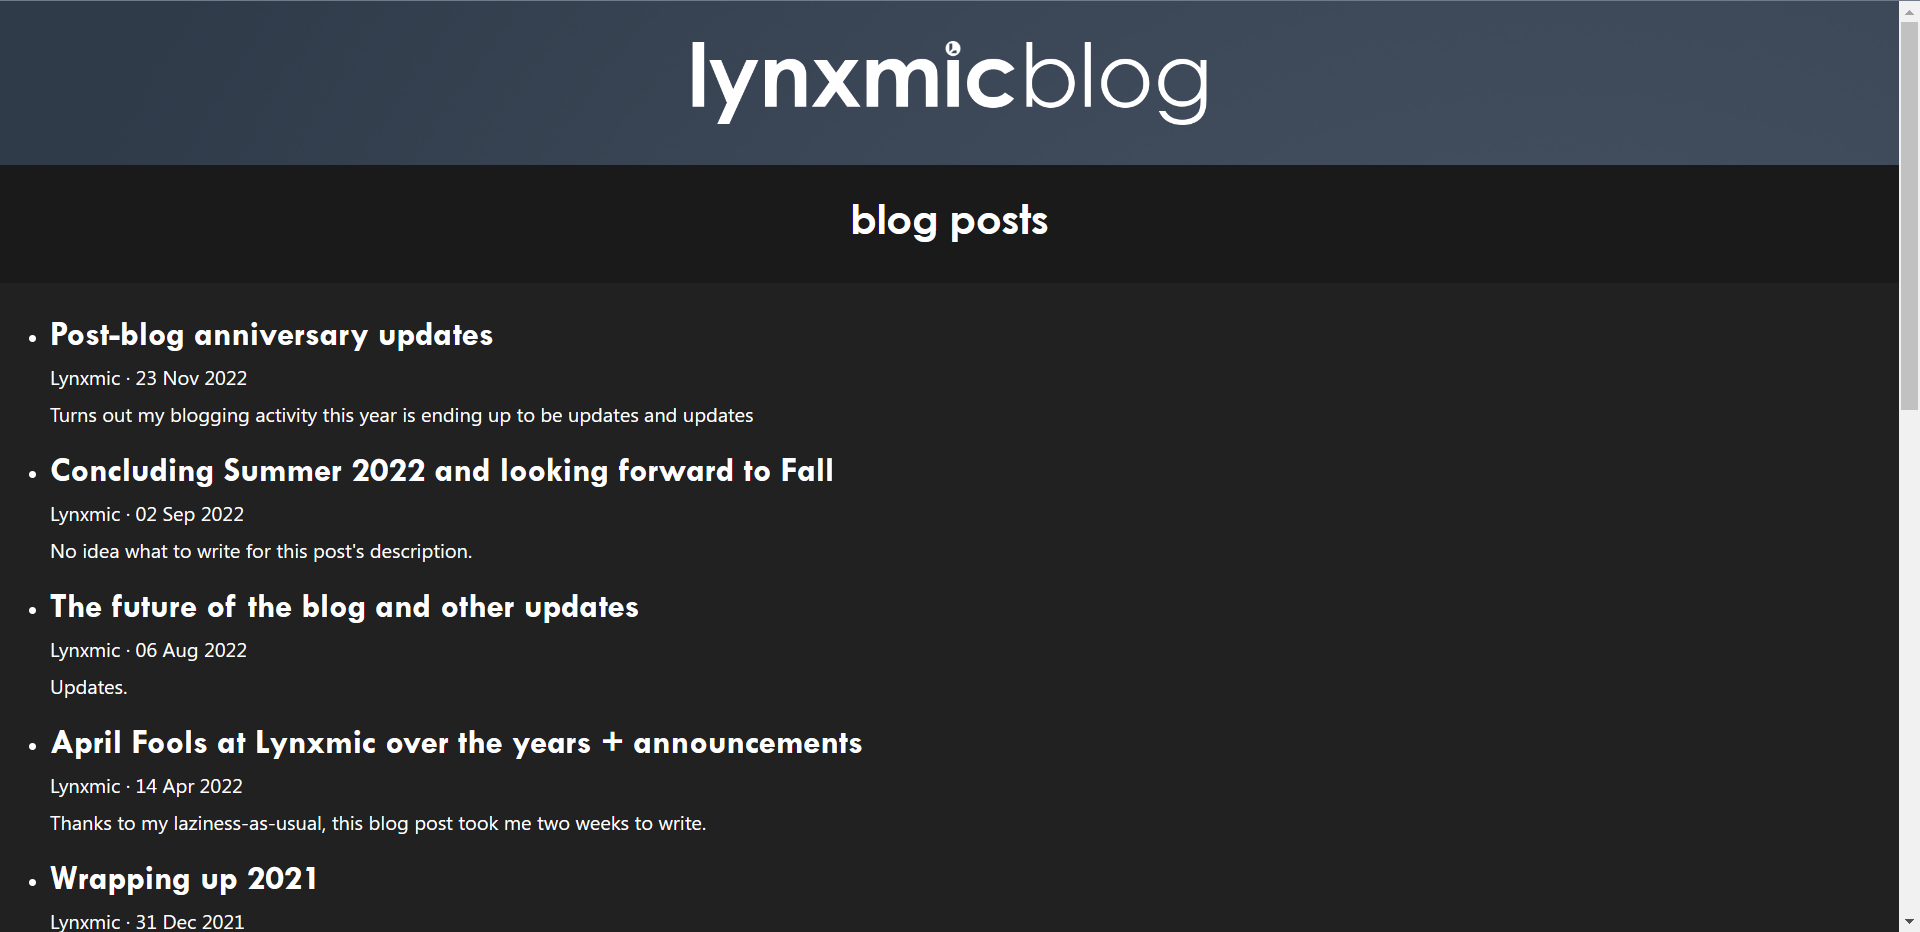 lynxmicblog
blog posts
Post-blog anniversary updates
Lynxmic · 23 Nov 2022
Turns out my blogging activity this year is ending up to be updates and updates
Concluding Summer 2022 and looking forward to Fall
Lynxmic · 02 Sep 2022
No idea what to write for this post's description.
The future of the blog and other updates
Lynxmic · 06 Aug 2022
Updates.
April Fools at Lynxmic over the years + announcements
Lynxmic · 14 Apr 2022
Thanks to my laziness-as-usual, this blog post took me two weeks to write.
Wrapping up 2021
Lynxmic · 31 Dec 2021